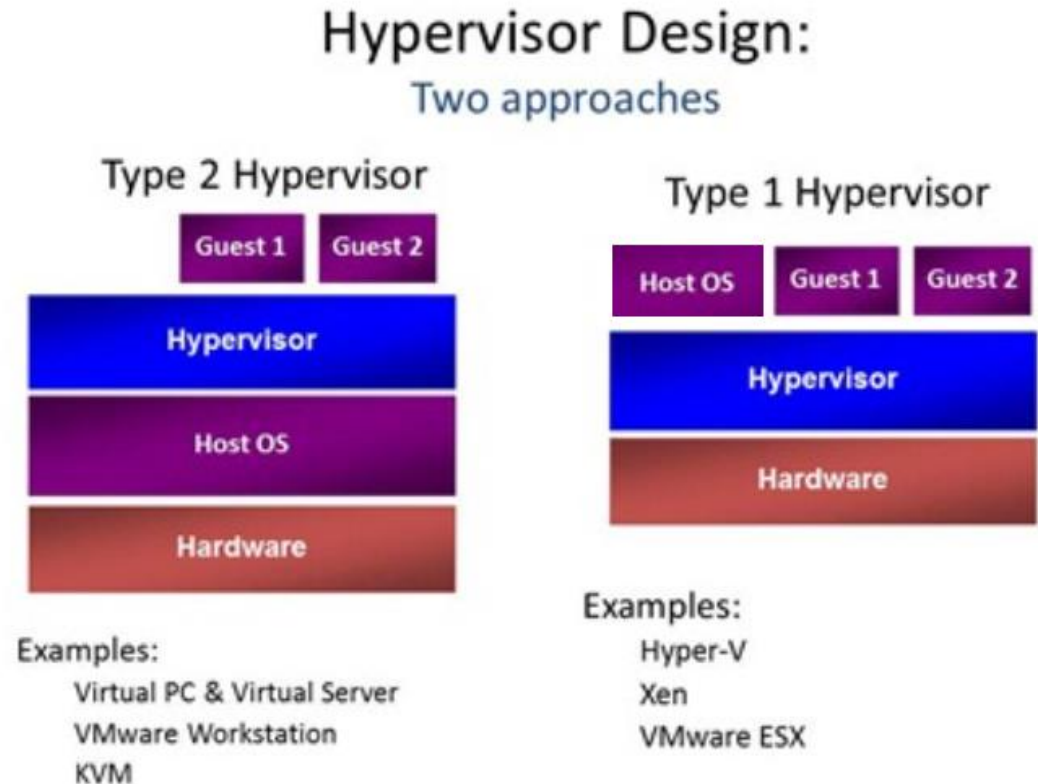 Hypervisor Design:
Two approaches
Type 2 Hypervisor
Guest 1
Guest 2
Hypervisor
Host OS
Hardware
Examples:
Virtual PC & Virtual Server
VMware Workstation
KVM
Type 1 Hypervisor
Host OS
Guest 1
Guest 2
Hypervisor
Hardware
Examples:
Hyper-V
Xen
VMware ESX